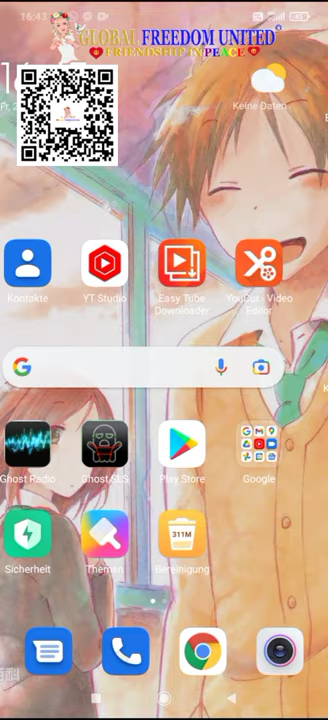 16:43
GLOBAL FREEDOM UNITED
FRIENDSHIP IN PEACE
Keine Daten
Kontakte
YT Studio
Easy Tube Downloader
YouCut - Video Editor
Ghost Radio
Ghost SLS
Play Store
Google
311M
Sicherheit
Themen
Bereinigung